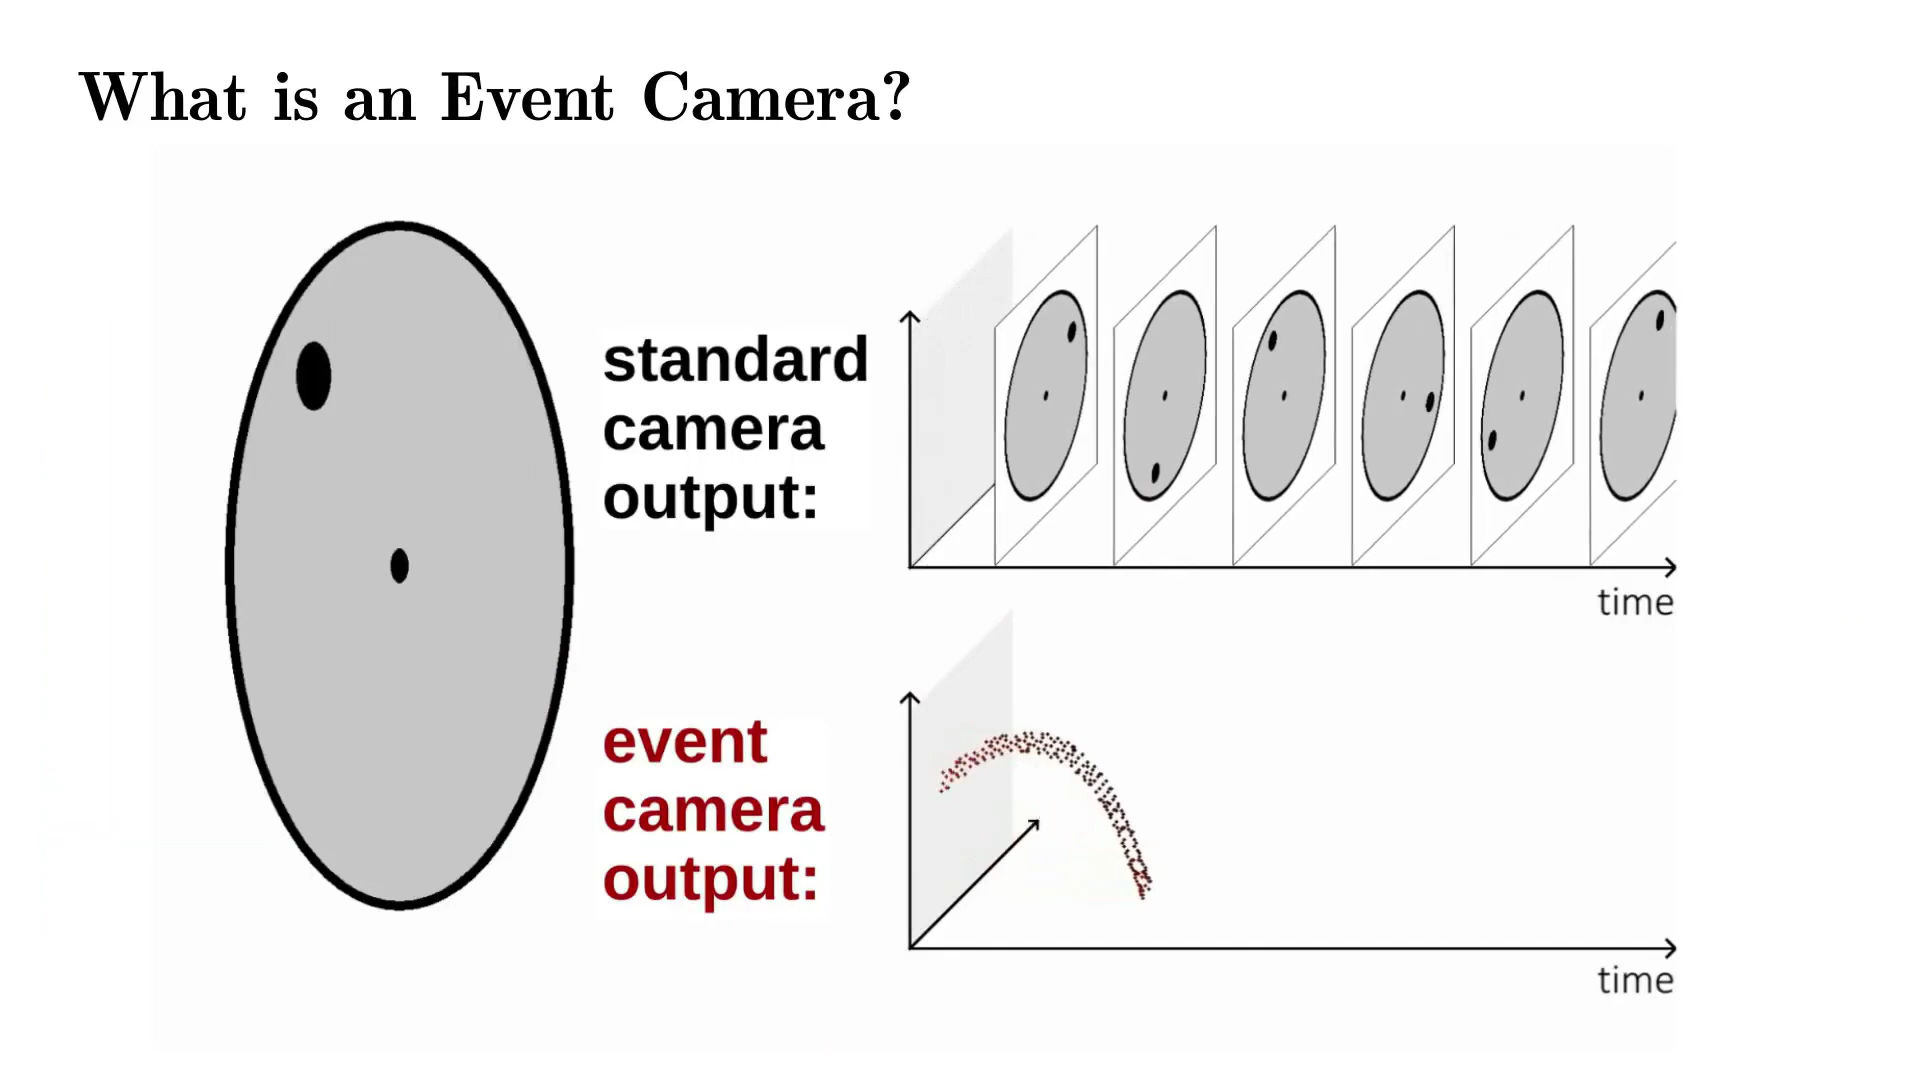 What is an Event Camera?
standard
camera
output:
time
event
camera
output:
time